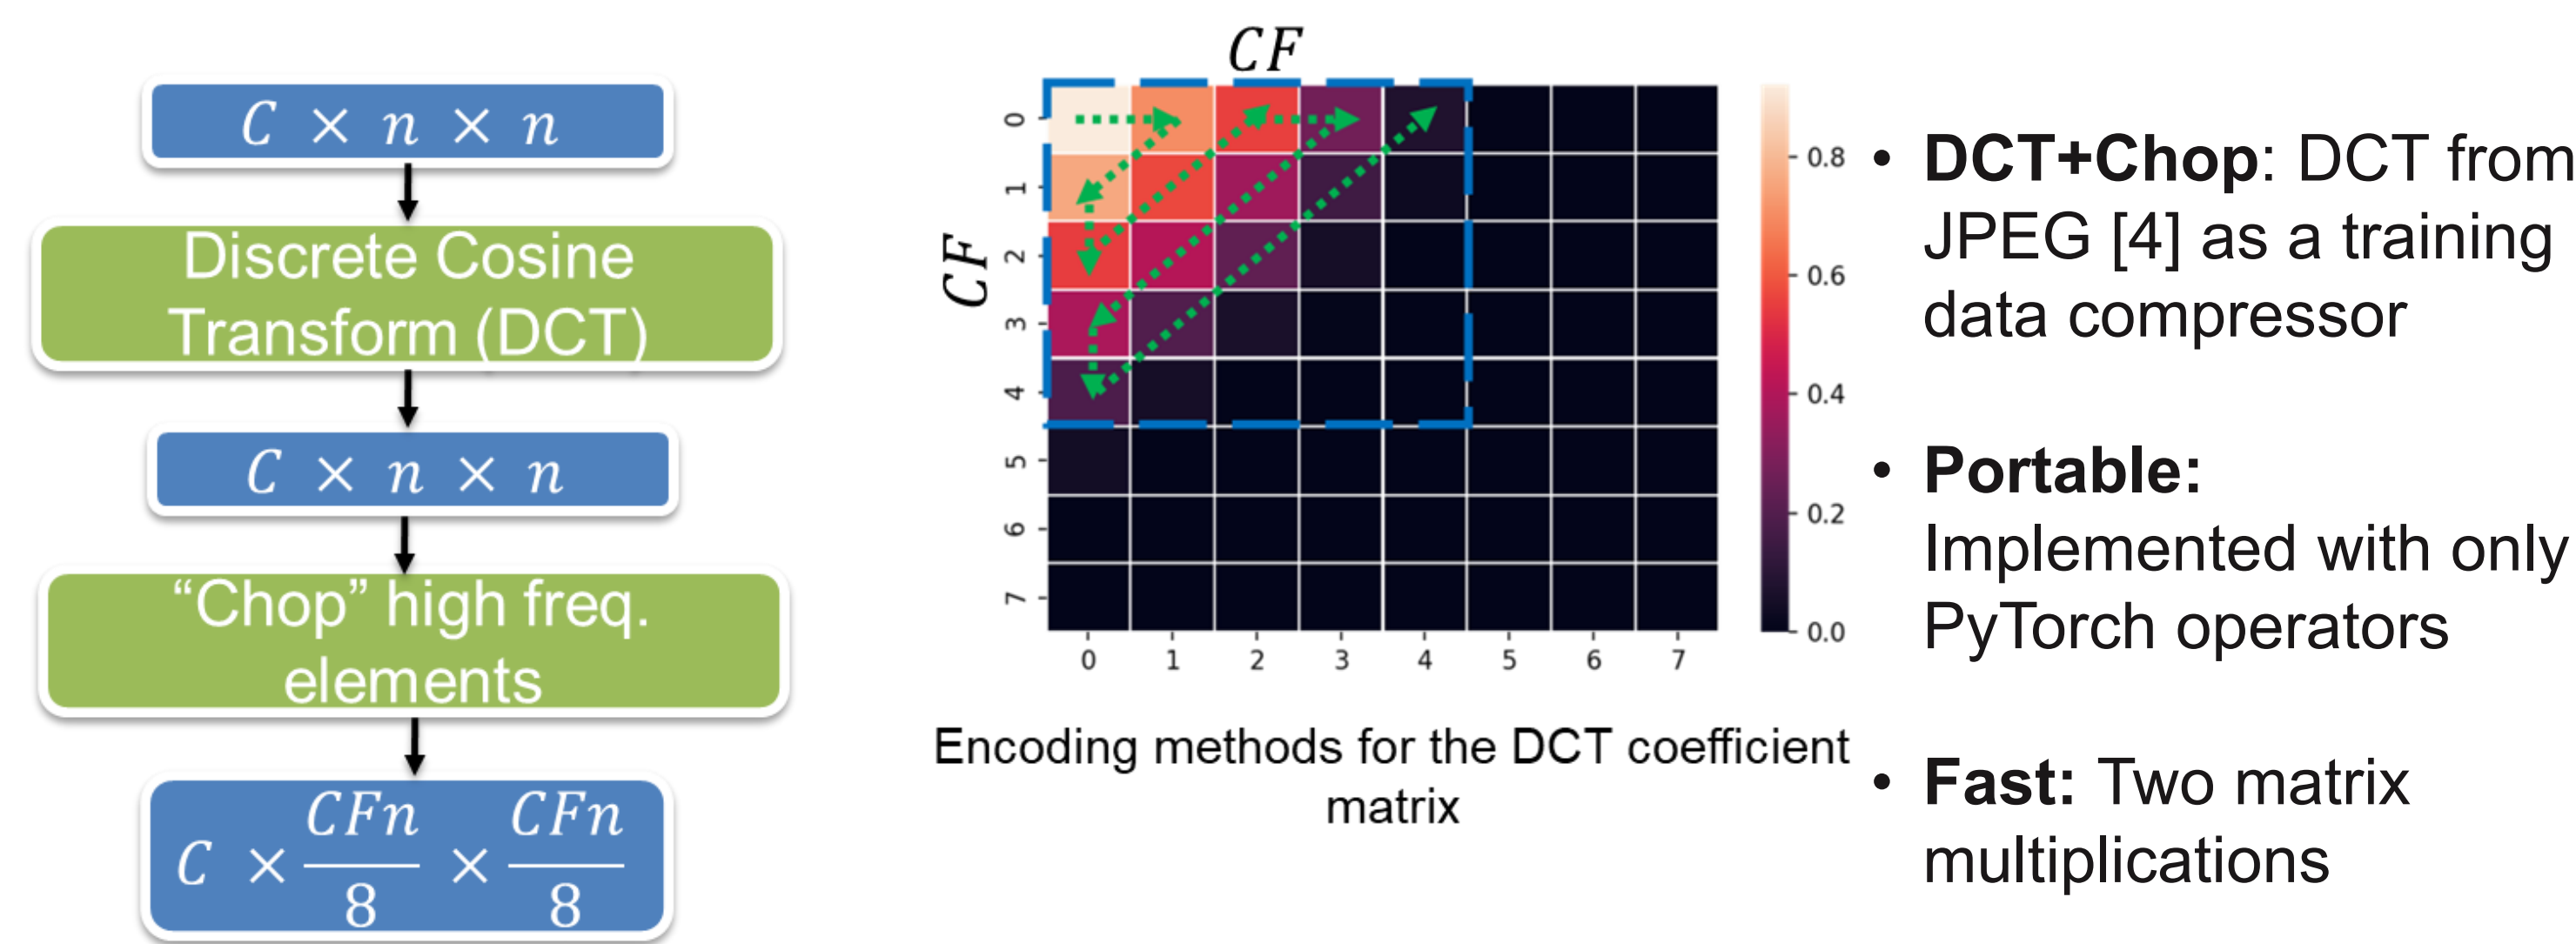 C × n × n
Discrete Cosine
Transform (DCT)
C × n × n
“Chop” high freq.
elements
C × CFn/8 × CFn/8
CF
CF
0
1
2
3
4
5
6
7
0 1 2 3 4 5 6 7
0.8
0.6
0.4
0.2
0.0
Encoding methods for the DCT coefficient
matrix
• DCT+Chop: DCT from
JPEG [4] as a training
data compressor
• Portable:
Implemented with only
PyTorch operators
• Fast: Two matrix
multiplications